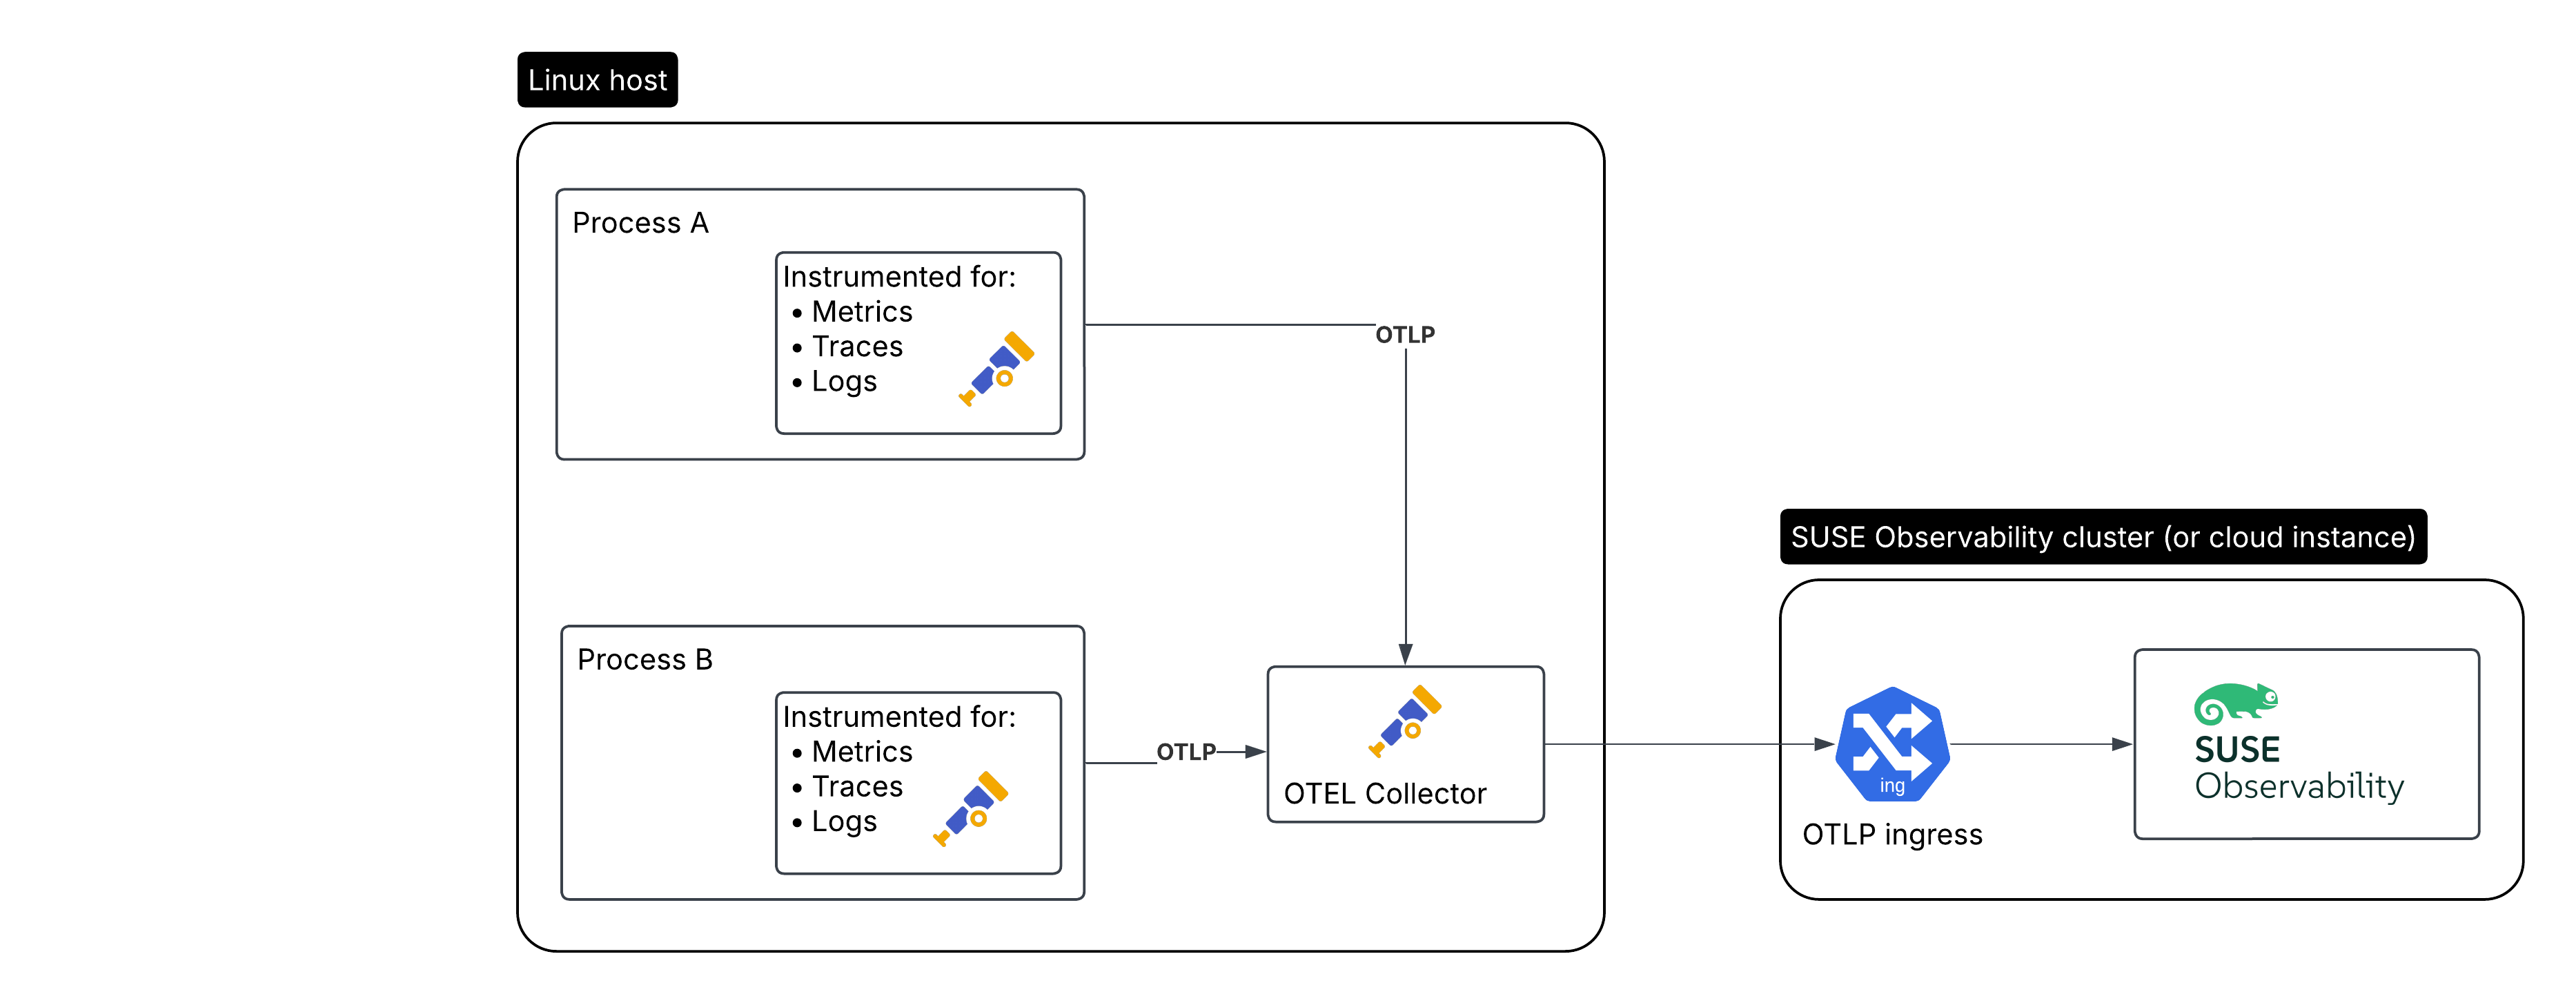 Linux host
Process A
Instrumented for:
• Metrics
• Traces
• Logs
OTLP
Process B
Instrumented for:
• Metrics
• Traces
• Logs
OTLP
OTEL Collector
SUSE Observability cluster (or cloud instance)
ing
OTLP ingress
SUSE
Observability